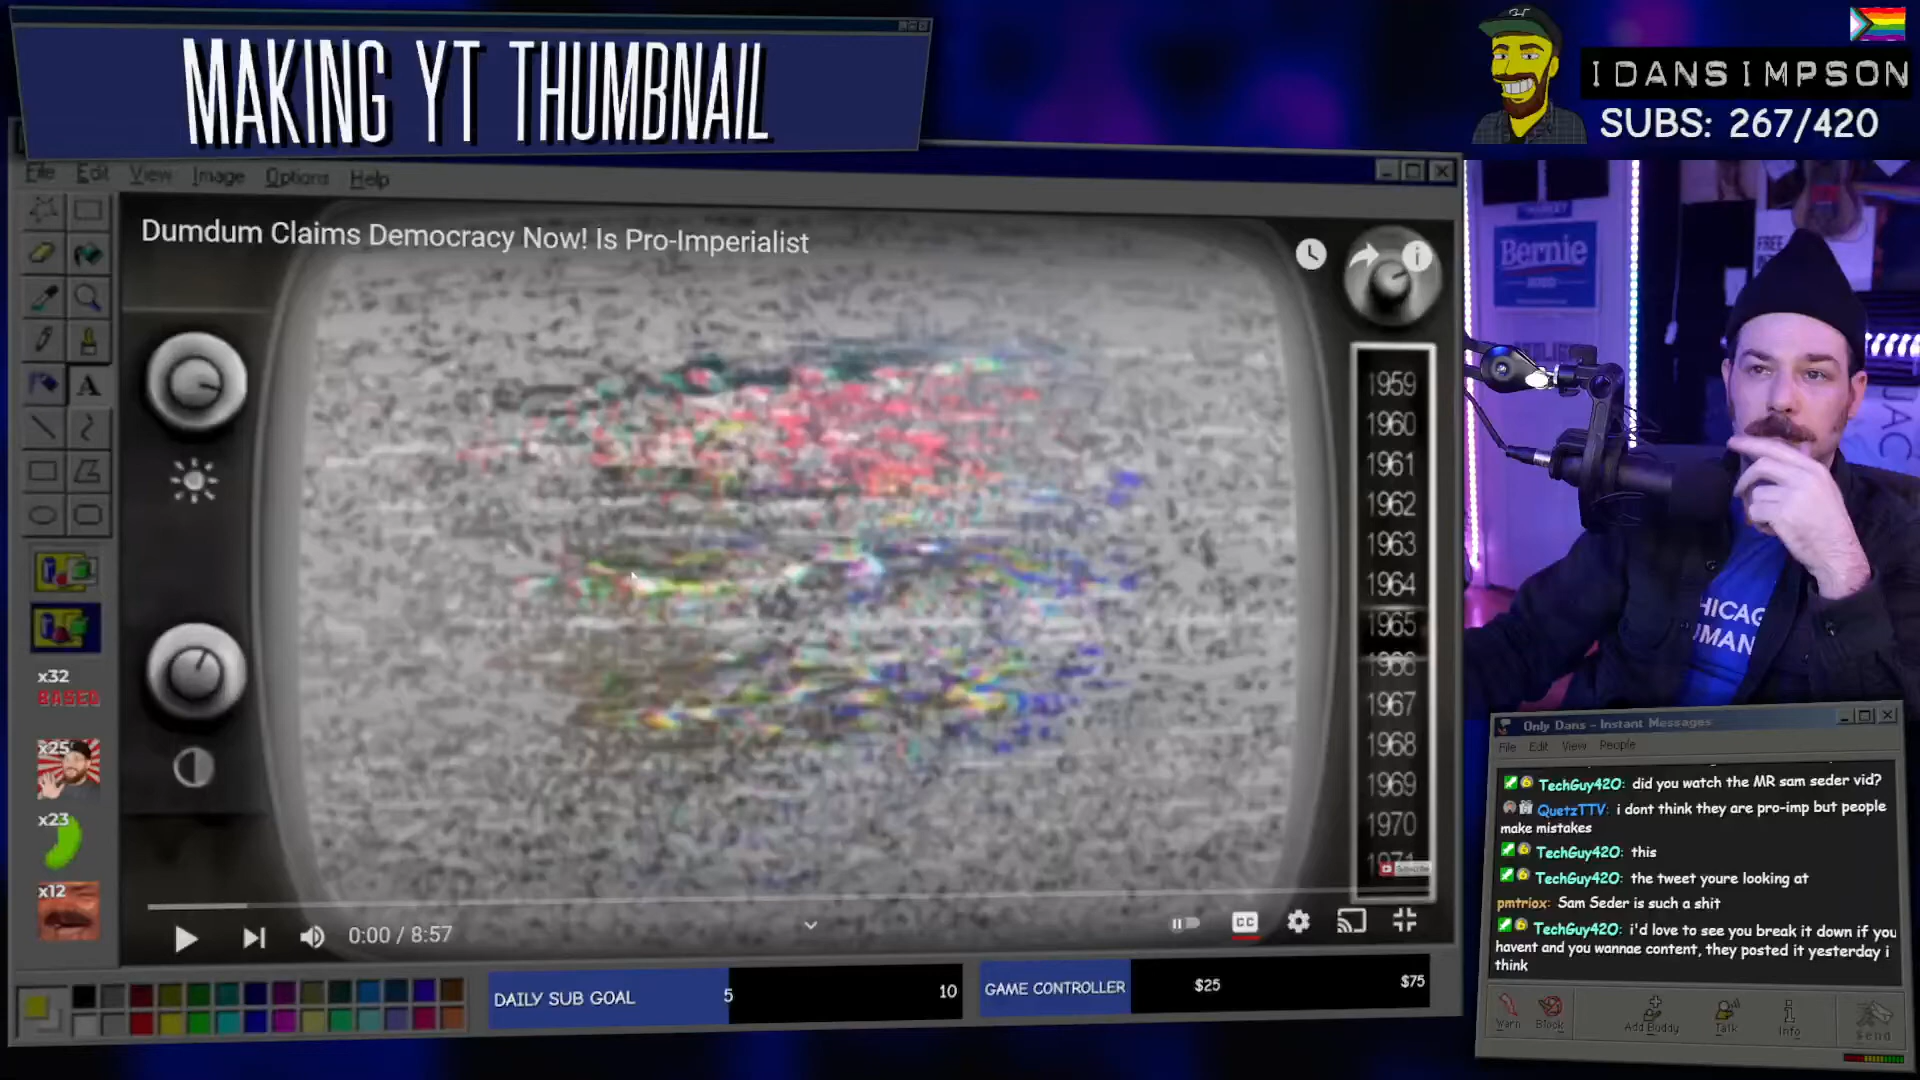 MAKING YT THUMBNAIL
IDANSIMPSON
SUBS: 267/420
File Edit View Image Options Help
Dumdum Claims Democracy Now! Is Pro-Imperialist
1959
1960
1961
1962
1963
1964
1965
1966
1967
1968
1969
1970
1971
x32
BASED
x25
x23
x12
0:00 / 8:57
CC
DAILY SUB GOAL 5 10
GAME CONTROLLER $25 $75
Bernie
FREE
HICAG
UMAN
Only Dans - Instant Messages
File Edit View People
TechGuy420: did you watch the MR sam seder vid?
QuetzTTV: i dont think they are pro-imp but people
make mistakes
TechGuy420: this
TechGuy420: the tweet youre looking at
pmtriox: Sam Seder is such a shit
TechGuy420: i'd love to see you break it down if you
havent and you wannae content, they posted it yesterday i
think
Warn Block Add Buddy Talk Info Send